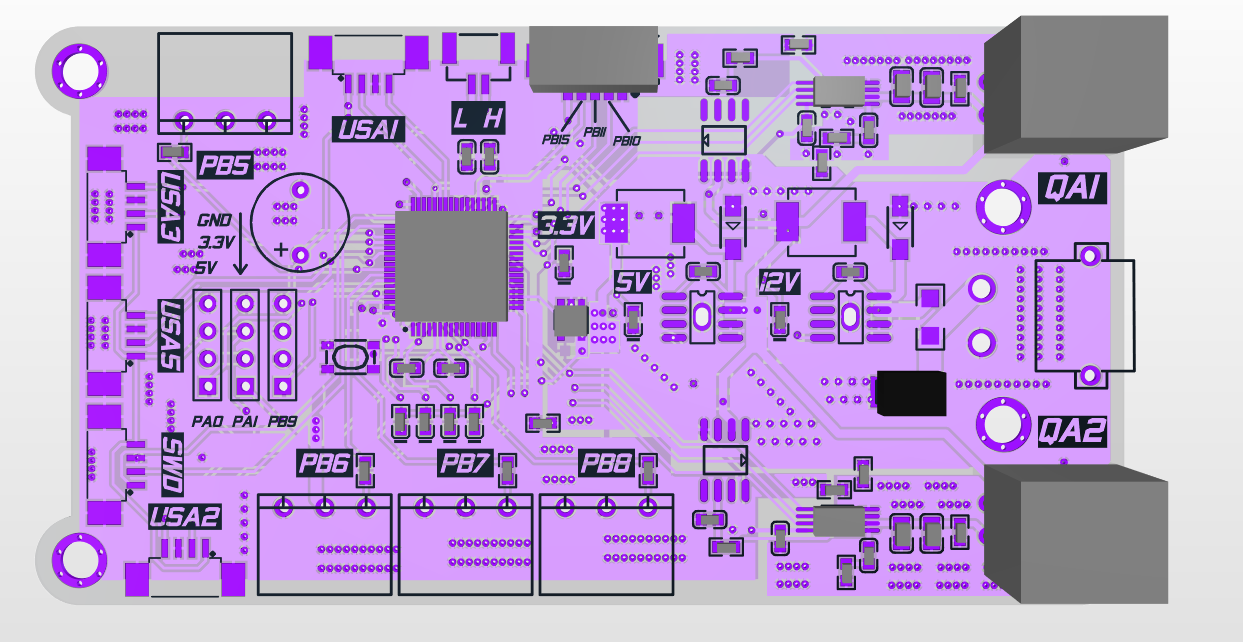 USA1
L H
PB15
PB11
PB10
PB5
USA3
GND
3.3V
5V
+
3.3V
QA1
5V
12V
USA5
PA0 PA1 PB9
QA2
SWD
PB6
PB7
PB8
USA2